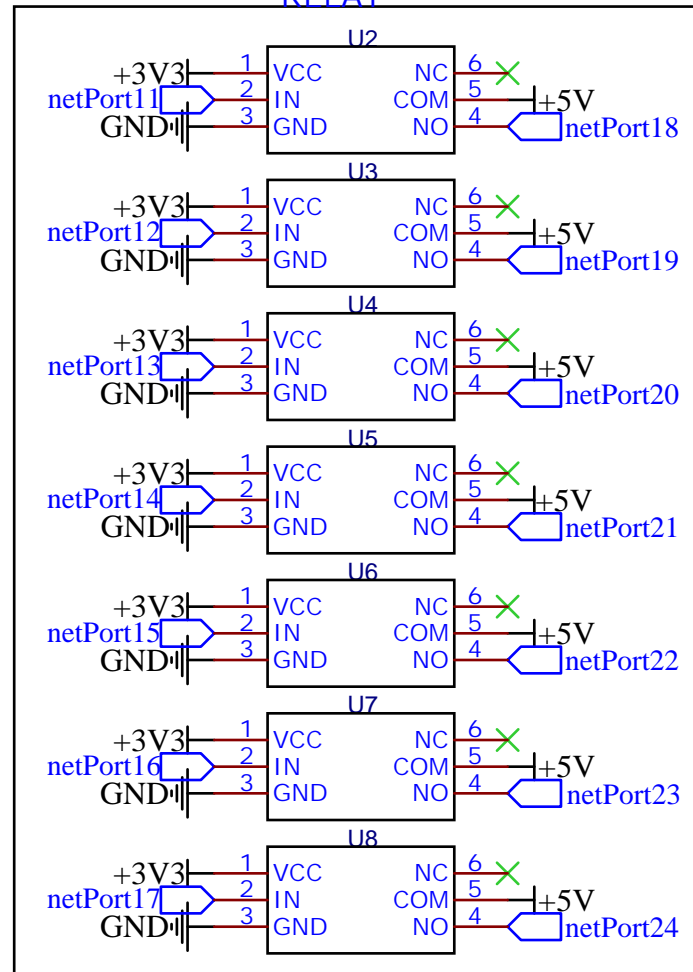 RELAY
U2
+3V3 1 VCC NC 6
netPort11 2 IN COM 5 +5V
GND 3 GND NO 4 netPort18
U3
+3V3 1 VCC NC 6
netPort12 2 IN COM 5 +5V
GND 3 GND NO 4 netPort19
U4
+3V3 1 VCC NC 6
netPort13 2 IN COM 5 +5V
GND 3 GND NO 4 netPort20
U5
+3V3 1 VCC NC 6
netPort14 2 IN COM 5 +5V
GND 3 GND NO 4 netPort21
U6
+3V3 1 VCC NC 6
netPort15 2 IN COM 5 +5V
GND 3 GND NO 4 netPort22
U7
+3V3 1 VCC NC 6
netPort16 2 IN COM 5 +5V
GND 3 GND NO 4 netPort23
U8
+3V3 1 VCC NC 6
netPort17 2 IN COM 5 +5V
GND 3 GND NO 4 netPort24